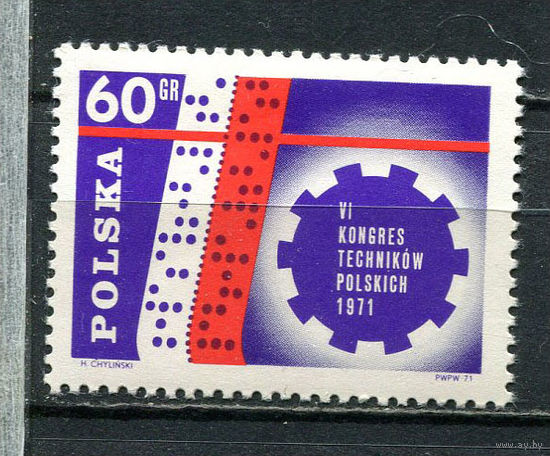 60 GR
POLSKA
VI
KONGRES
TECHNIKÓW
POLSKICH
1971
H. CHYLIŃSKI
PWPW - 71
www.ay.by